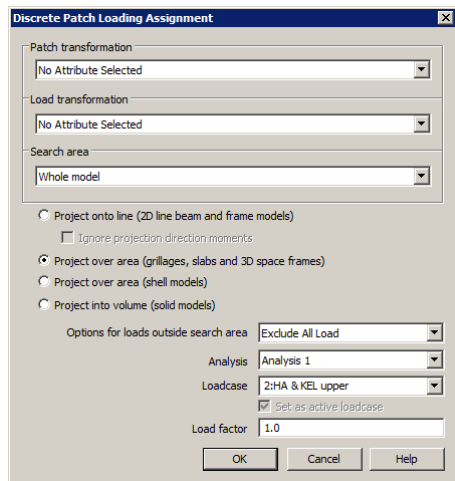 Discrete Patch Loading Assignment
Patch transformation
No Attribute Selected
Load transformation
No Attribute Selected
Search area
Whole model
Project onto line (2D line beam and frame models)
Ignore projection direction moments
Project over area (grillages, slabs and 3D space frames)
Project over area (shell models)
Project into volume (solid models)
Options for loads outside search area Exclude All Load
Analysis Analysis 1
Loadcase 2:HA & KEL upper
Set as active loadcase
Load factor 1.0
OK Cancel Help